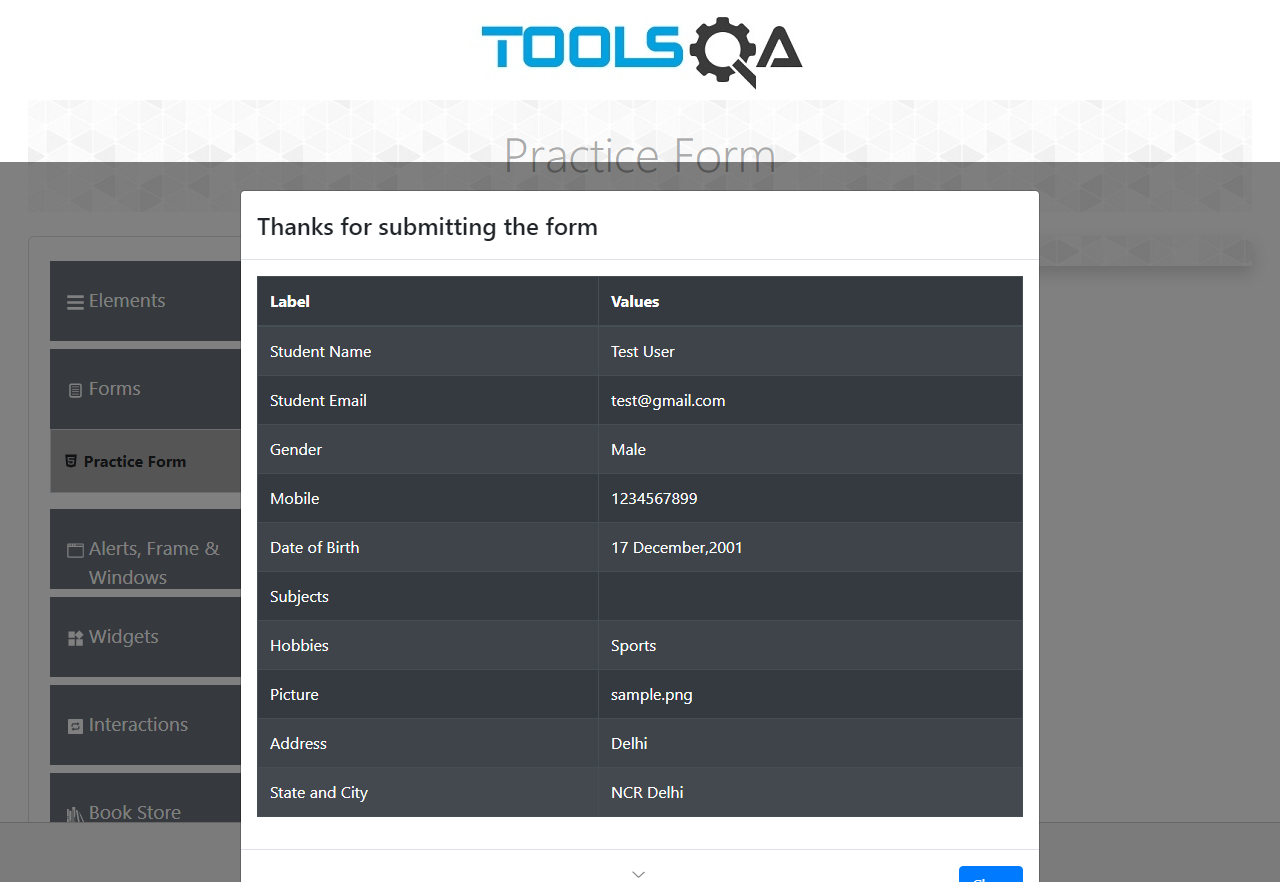 TOOLSQA
Practice Form
Thanks for submitting the form
Elements
Forms
Practice Form
Alerts, Frame &
Windows
Widgets
Interactions
Book Store
Label Values
Student Name Test User
Student Email test@gmail.com
Gender Male
Mobile 1234567899
Date of Birth 17 December,2001
Subjects
Hobbies Sports
Picture sample.png
Address Delhi
State and City NCR Delhi